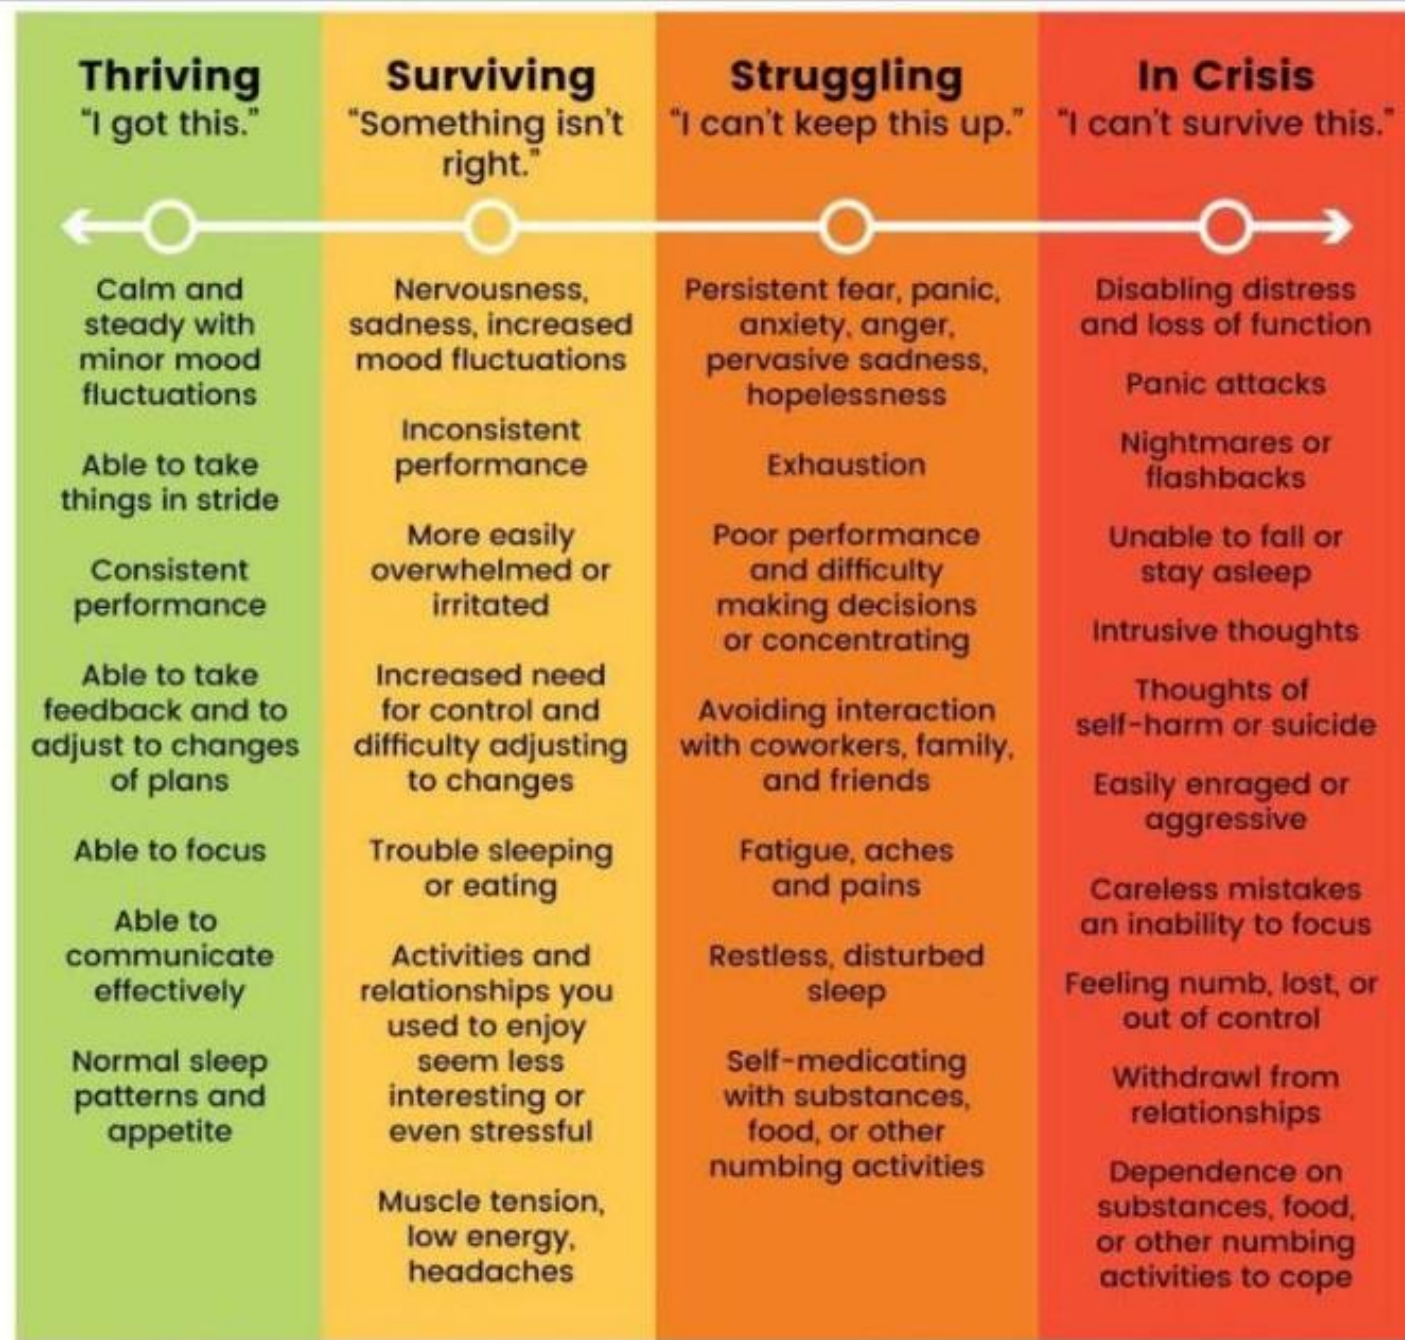 Thriving
"I got this."
Calm and
steady with
minor mood
fluctuations
Able to take
things in stride
Consistent
performance
Able to take
feedback and to
adjust to changes
of plans
Able to focus
Able to
communicate
effectively
Normal sleep
patterns and
appetite
Surviving
"Something isn't
right."
Nervousness,
sadness, increased
mood fluctuations
Inconsistent
performance
More easily
overwhelmed or
irritated
Increased need
for control and
difficulty adjusting
to changes
Trouble sleeping
or eating
Activities and
relationships you
used to enjoy
seem less
interesting or
even stressful
Muscle tension,
low energy,
headaches
Struggling
"I can't keep this up."
Persistent fear, panic,
anxiety, anger,
pervasive sadness,
hopelessness
Exhaustion
Poor performance
and difficulty
making decisions
or concentrating
Avoiding interaction
with coworkers, family,
and friends
Fatigue, aches
and pains
Restless, disturbed
sleep
Self-medicating
with substances,
food, or other
numbing activities
In Crisis
"I can't survive this."
Disabling distress
and loss of function
Panic attacks
Nightmares or
flashbacks
Unable to fall or
stay asleep
Intrusive thoughts
Thoughts of
self-harm or suicide
Easily enraged or
aggressive
Careless mistakes
an inability to focus
Feeling numb, lost, or
out of control
Withdrawl from
relationships
Dependence on
substances, food,
or other numbing
activities to cope